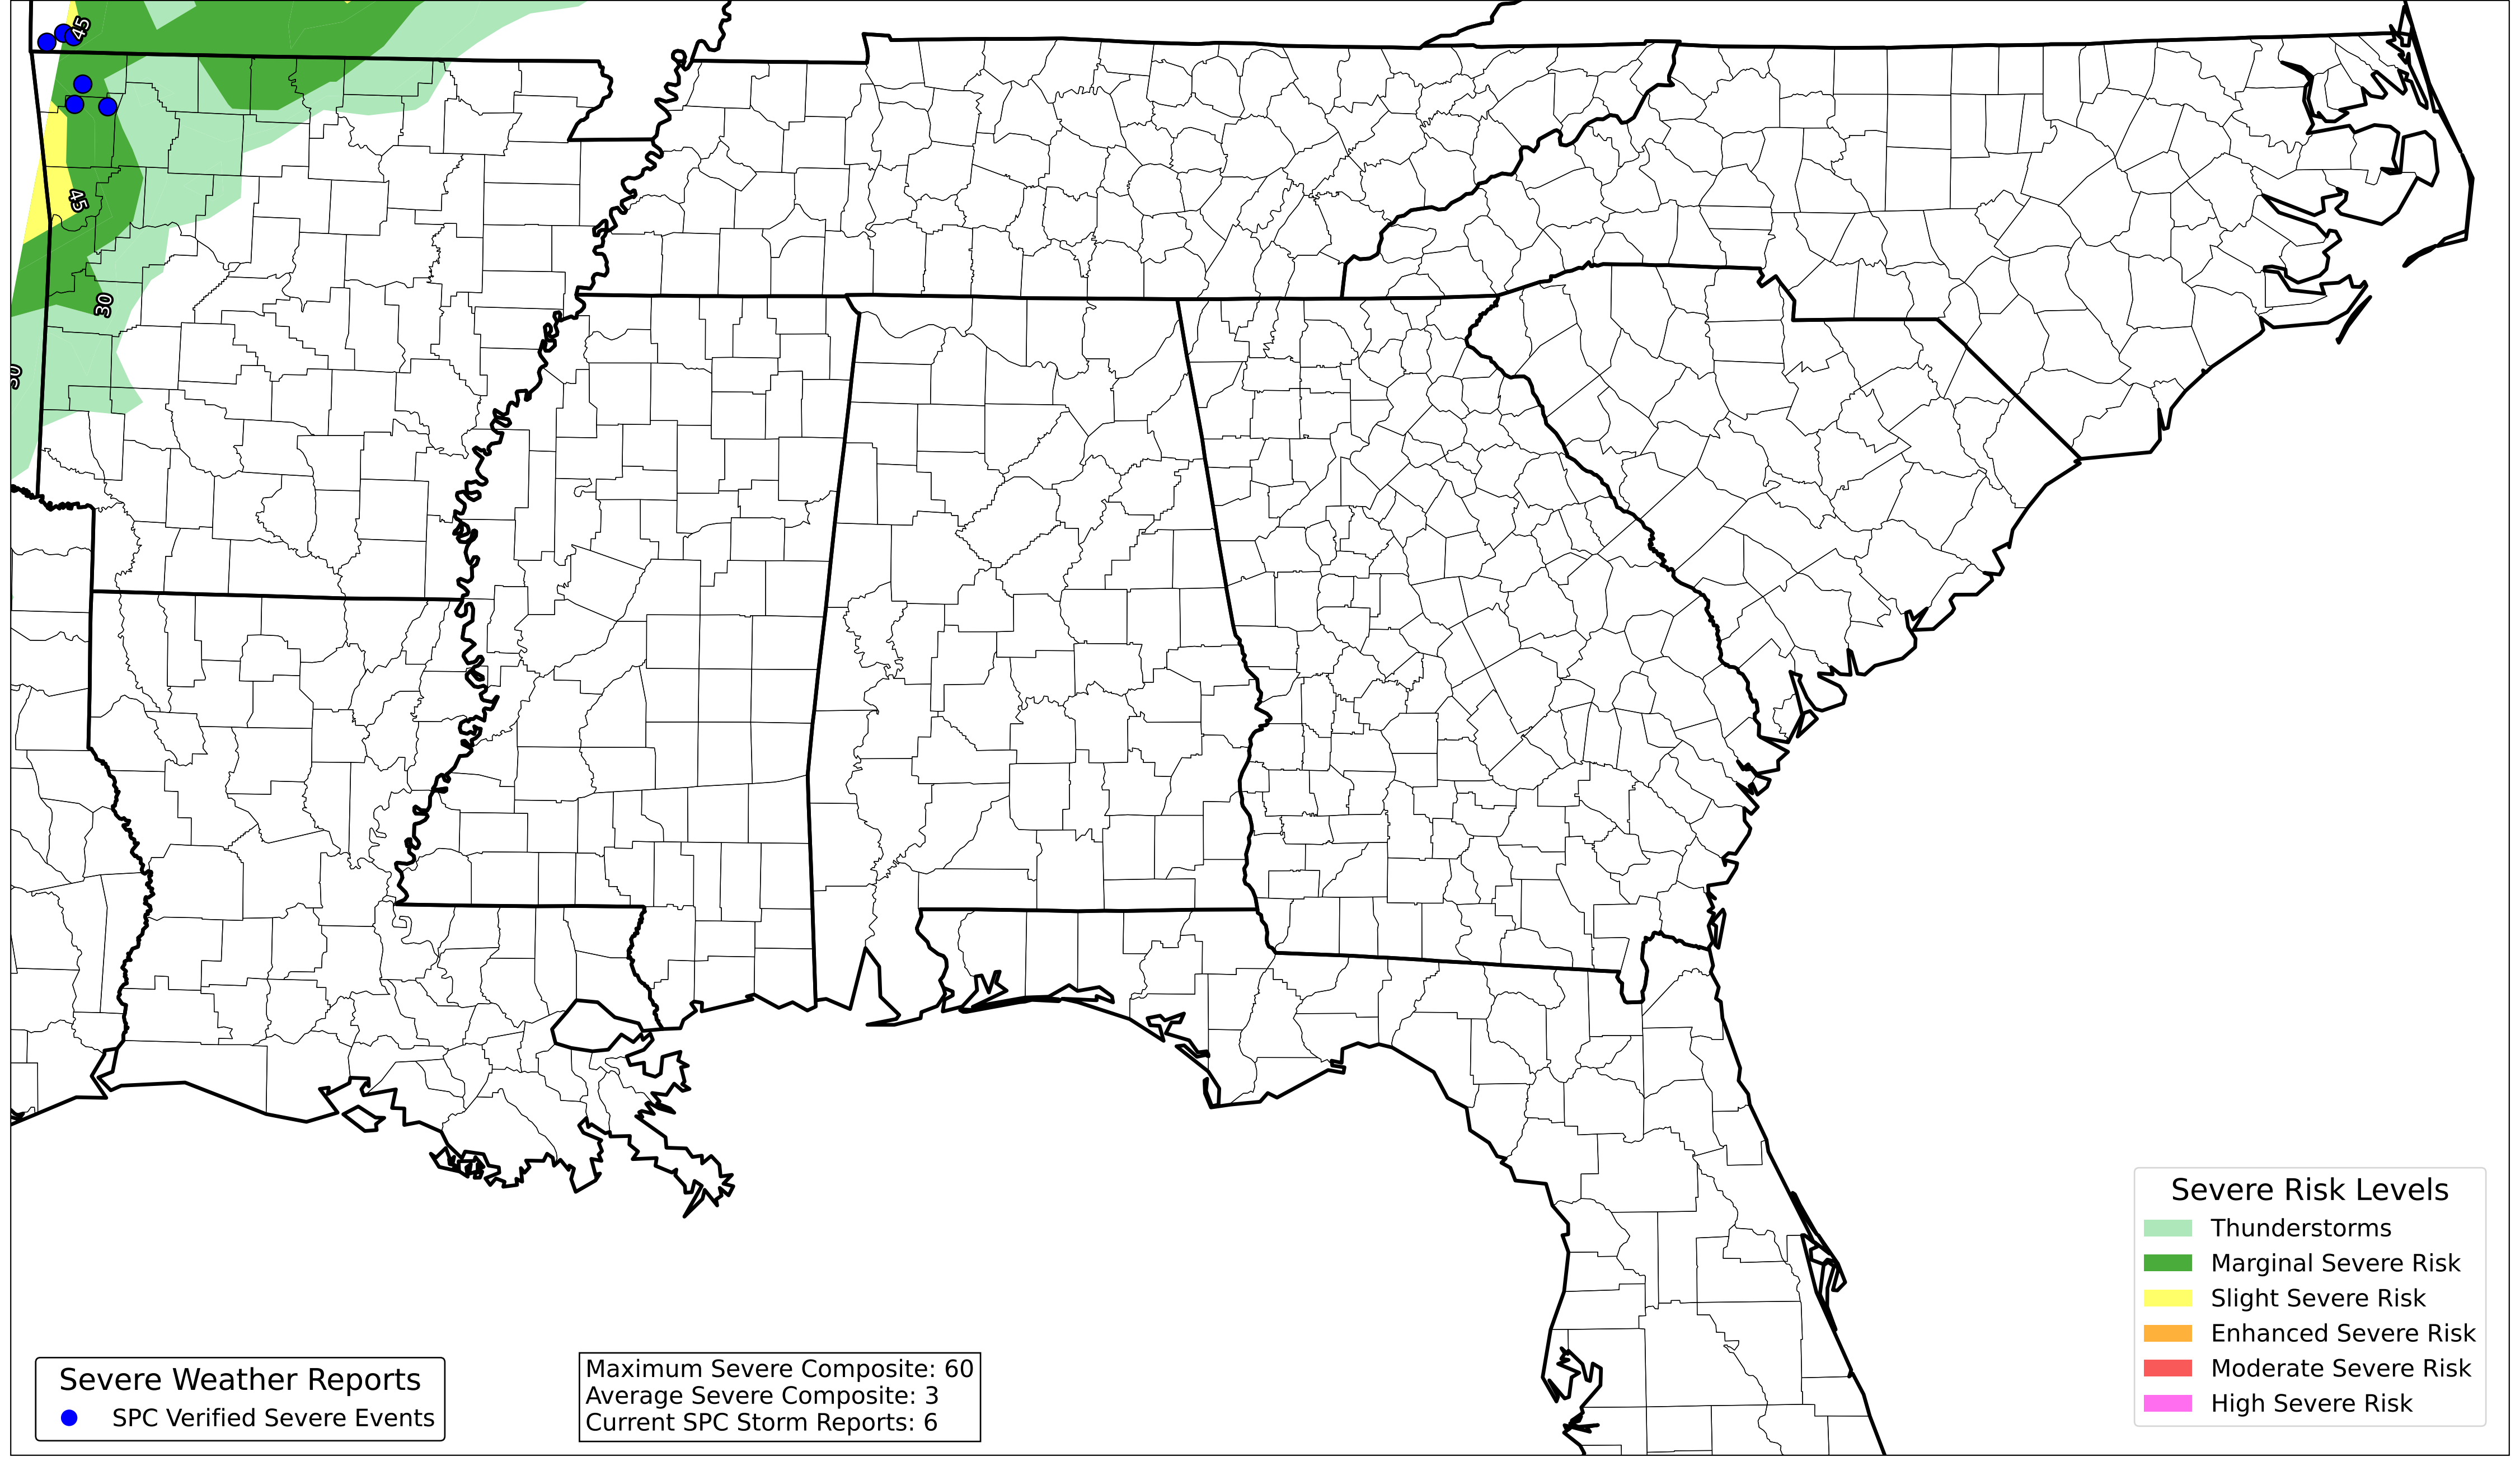 45
45
30
Severe Risk Levels
Thunderstorms
Marginal Severe Risk
Slight Severe Risk
Enhanced Severe Risk
Moderate Severe Risk
High Severe Risk
Severe Weather Reports
SPC Verified Severe Events
Maximum Severe Composite: 60
Average Severe Composite: 3
Current SPC Storm Reports: 6